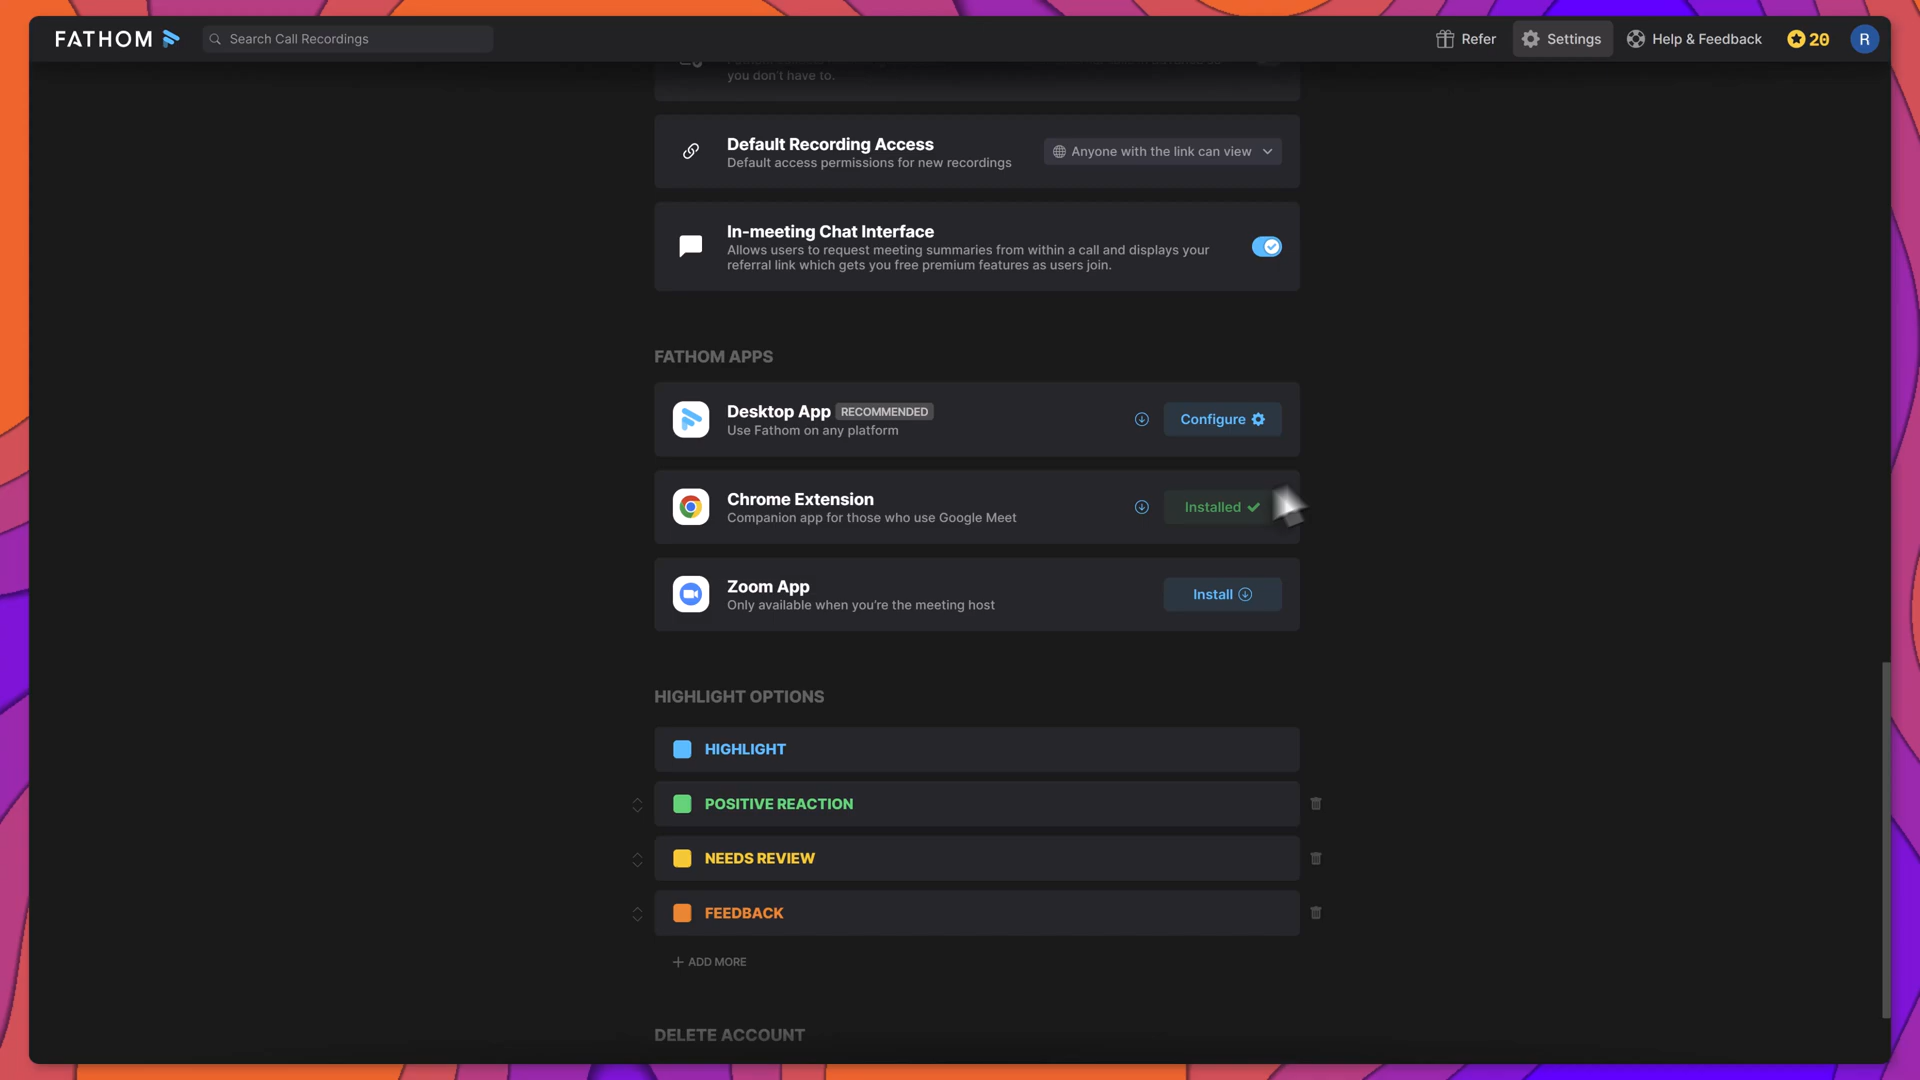 FATHOM
Search Call Recordings
Refer
Settings
Help & Feedback
20
R
you don't have to.
Default Recording Access
Default access permissions for new recordings
Anyone with the link can view
In-meeting Chat Interface
Allows users to request meeting summaries from within a call and displays your
referral link which gets you free premium features as users join.
FATHOM APPS
Desktop App RECOMMENDED
Use Fathom on any platform
Configure
Chrome Extension
Companion app for those who use Google Meet
Installed
Zoom App
Only available when you're the meeting host
Install
HIGHLIGHT OPTIONS
HIGHLIGHT
POSITIVE REACTION
NEEDS REVIEW
FEEDBACK
+ ADD MORE
DELETE ACCOUNT